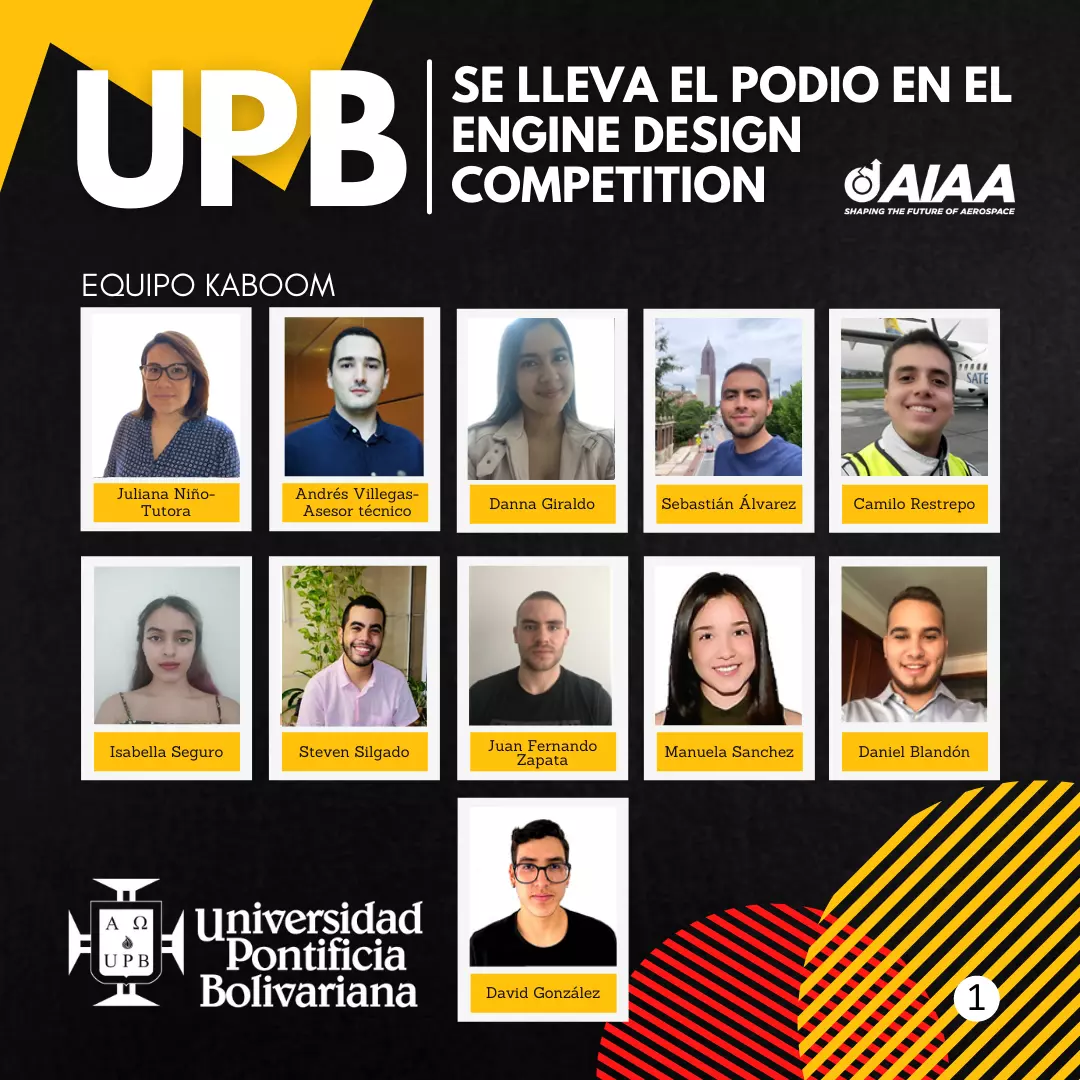 UPB
SE LLEVA EL PODIO EN EL
ENGINE DESIGN
COMPETITION
AIAA
SHAPING THE FUTURE OF AEROSPACE
EQUIPO KABOOM
SATE
Juliana Niño-
Tutora
Andrés Villegas-
Asesor técnico
Danna Giraldo
Sebastián Álvarez
Camilo Restrepo
Isabella Seguro
Steven Silgado
Juan Fernando
Zapata
Manuela Sanchez
Daniel Blandón
David González
Α Ω
UPB
Universidad
Pontificia
Bolivariana
1